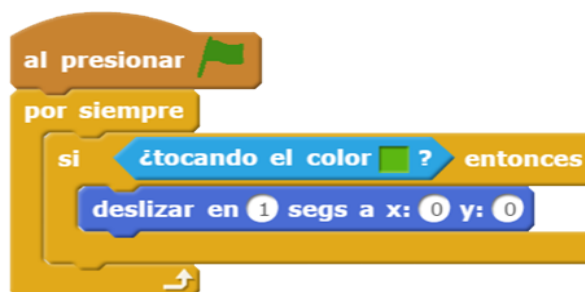 al presionar
por siempre
si ¿tocando el color ? entonces
deslizar en 1 segs a x: 0 y: 0